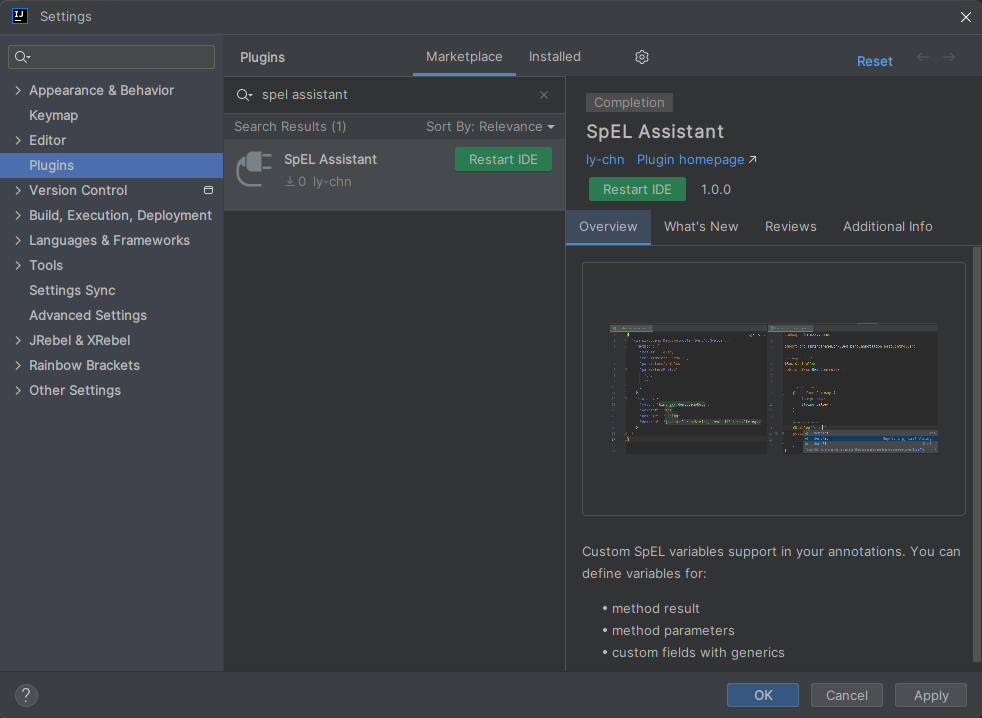 IJ
Settings
Appearance & Behavior
Keymap
Editor
Plugins
Version Control
Build, Execution, Deployment
Languages & Frameworks
Tools
Settings Sync
Advanced Settings
JRebel & XRebel
Rainbow Brackets
Other Settings
Plugins
Marketplace
Installed
Reset
spel assistant
Search Results (1)
Sort By: Relevance
SpEL Assistant
Restart IDE
0 ly-chn
Completion
SpEL Assistant
ly-chn Plugin homepage
Restart IDE 1.0.0
Overview
What's New
Reviews
Additional Info
Custom SpEL variables support in your annotations. You can
define variables for:
• method result
• method parameters
• custom fields with generics
?
OK
Cancel
Apply